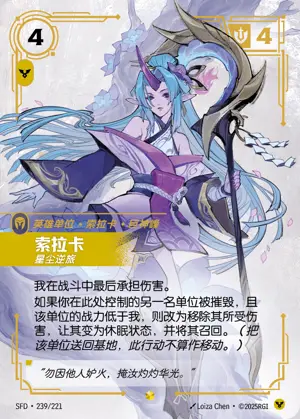 4
4
英雄单位 · 索拉卡 · 巨神峰
索拉卡
星尘逆旅
我在战斗中最后承担伤害。
如果你在此处控制的另一名单位被摧毁，且
该单位的战力低于我，则改为移除其所受伤
害，让其变为休眠状态，并将其召回。（把
该单位送回基地，此行动不算作移动。）
“勿因他人妒火，掩汝灼灼华光。”
SFD · 239/221
Loiza Chen · ©2025RGI